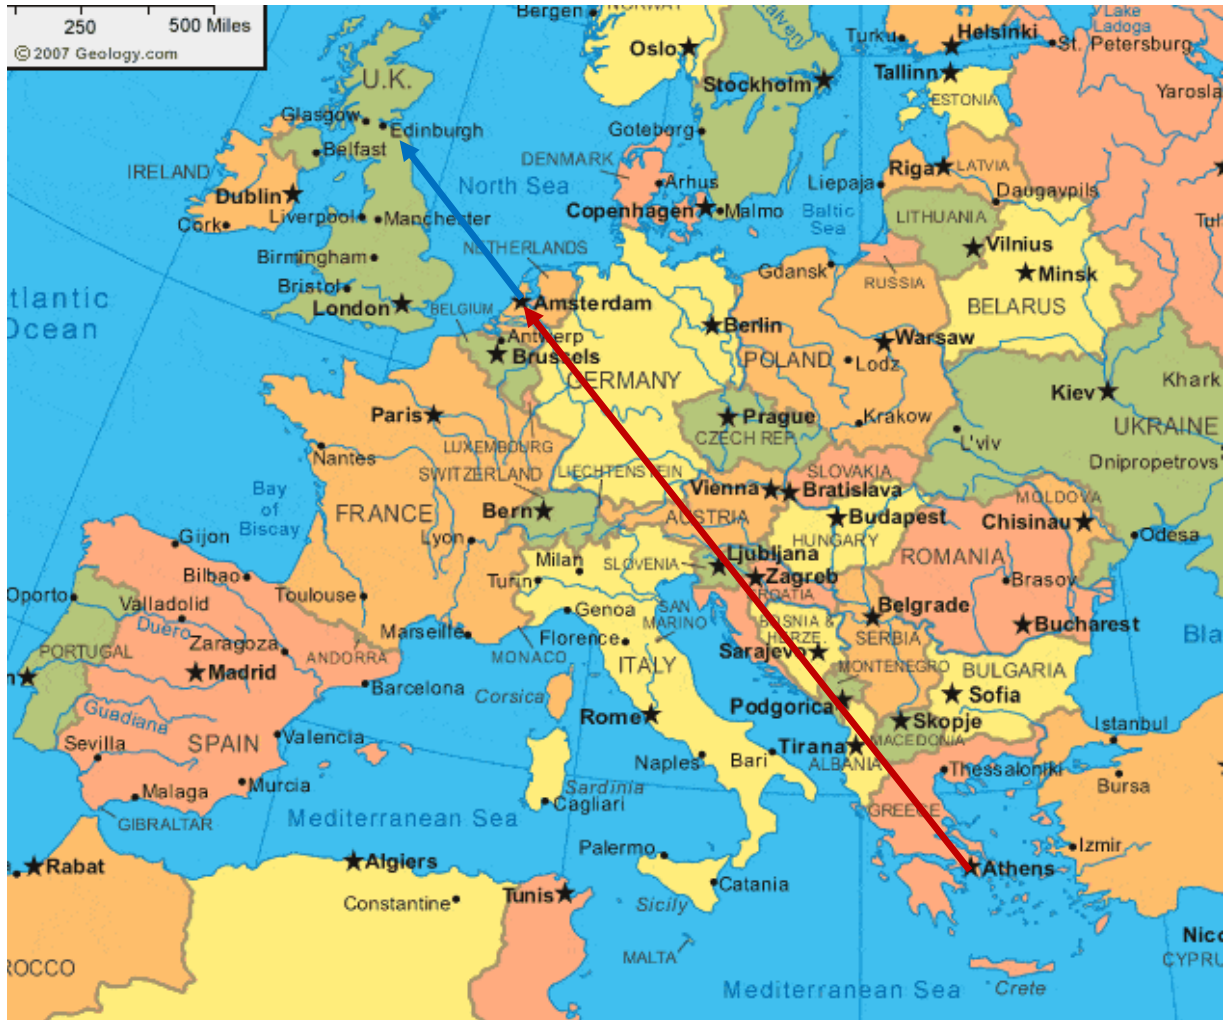 250
500 Miles
© 2007 Geology.com
Bergen
NORWAY
Oslo
Stockholm
Turku
Helsinki
Lake
Ladoga
St. Petersburg
Tallinn
ESTONIA
Yarosla
U.K.
Glasgow
Edinburgh
Belfast
IRELAND
Dublin
Cork
Liverpool
Manchester
Birmingham
Bristol
London
North Sea
DENMARK
Goteborg
Arhus
Copenhagen
Malmo
Baltic
Sea
Liepaja
Riga
LATVIA
Daugavpils
LITHUANIA
Vilnius
Minsk
BELARUS
RUSSIA
Tul
Gdansk
NETHERLANDS
Amsterdam
BELGIUM
Antwerp
Brussels
GERMANY
Berlin
POLAND
Warsaw
Lodz
Krakow
Kiev
Khark
UKRAINE
L'viv
Dnipropetrovs
tlantic
Ocean
Paris
Nantes
LUXEMBOURG
SWITZERLAND
LIECHTENSTEIN
Prague
CZECH REP.
SLOVAKIA
Vienna
Bratislava
AUSTRIA
Budapest
HUNGARY
MOLDOVA
Chisinau
Odesa
ROMANIA
Brasov
Bucharest
Bay
of
Biscay
FRANCE
Bern
Lyon
Milan
Turin
SLOVENIA
Ljubljana
Zagreb
CROATIA
BOSNIA &
HERZE.
Belgrade
SERBIA
Sarajevo
MONTENEGRO
Podgorica
BULGARIA
Sofia
Skopje
MACEDONIA
Tirana
ALBANIA
Bla
Istanbul
Bursa
Izmir
Gijon
Bilbao
Oporto
Valladolid
Duero
Zaragoza
PORTUGAL
n
Madrid
Guadiana
Sevilla
SPAIN
Malaga
Murcia
Valencia
Barcelona
GIBRALTAR
Toulouse
ANDORRA
Marseille
MONACO
Genoa
Florence
SAN
MARINO
ITALY
Corsica
Rome
Naples
Bari
Sardinia
Cagliari
Thessaloniki
GREECE
Athens
Mediterranean Sea
Palermo
Catania
Sicily
MALTA
Rabat
Algiers
Constantine
Tunis
ROCCO
Mediterranean Sea
Crete
Nico
CYPRU